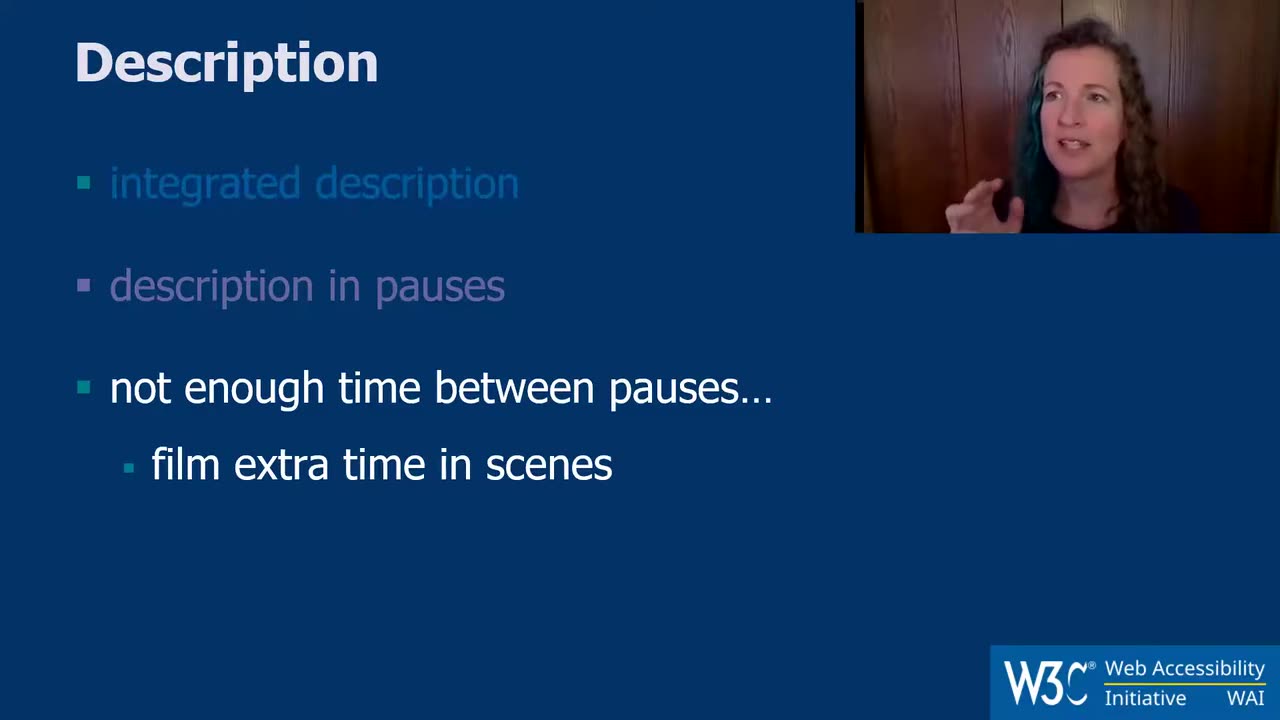 Description
integrated description
description in pauses
not enough time between pauses...
film extra time in scenes
W3C® Web Accessibility
Initiative WAI